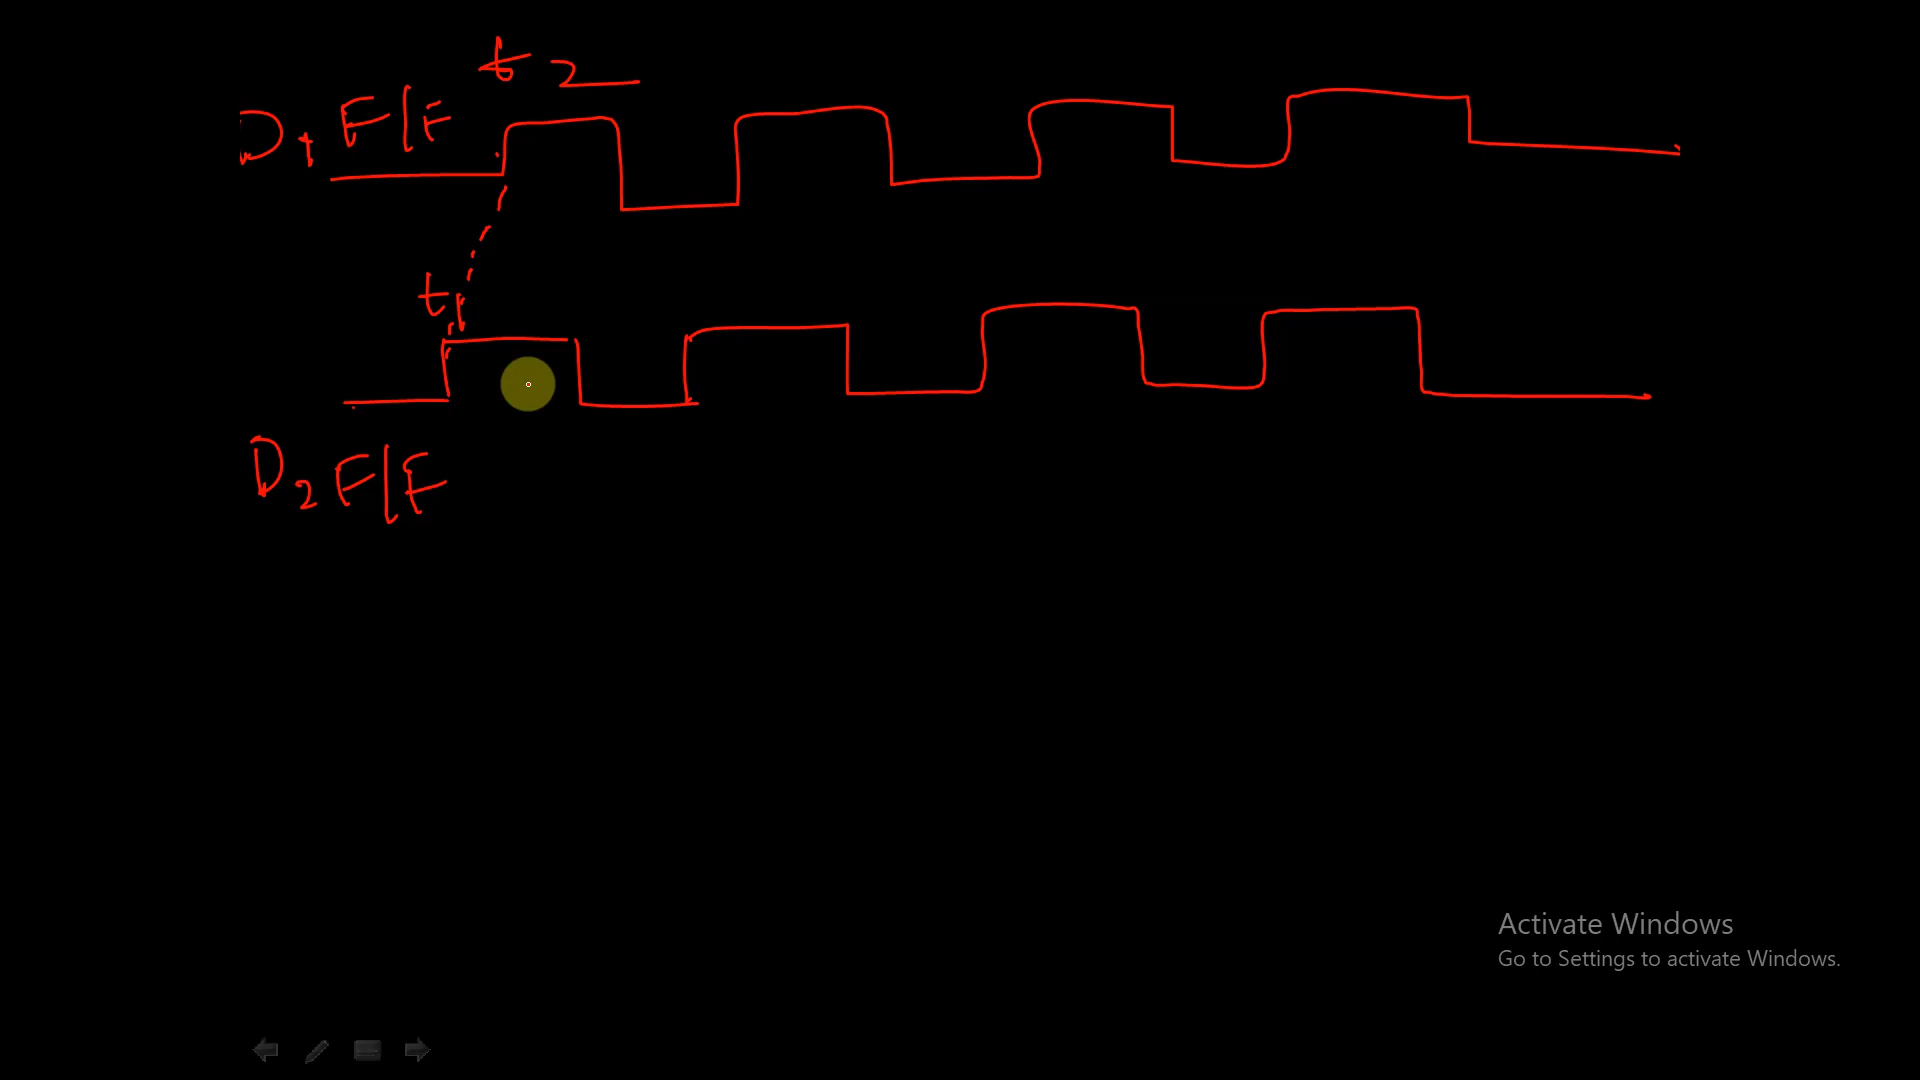 t2
D1 F/F
t1
D2 F/F
Activate Windows
Go to Settings to activate Windows.